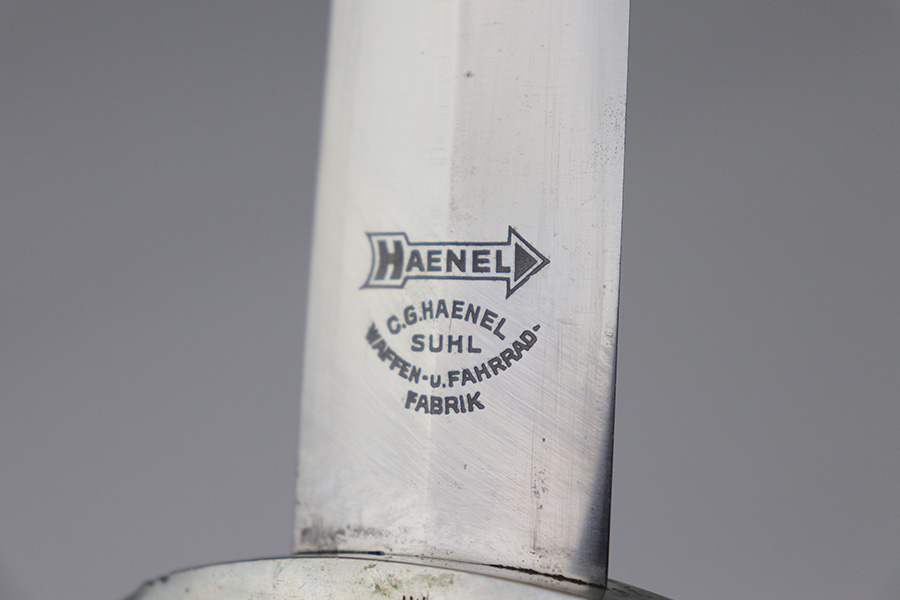 HAENEL
C.G.HAENEL
SUHL
WAFFEN-u.FAHRRAD-
FABRIK